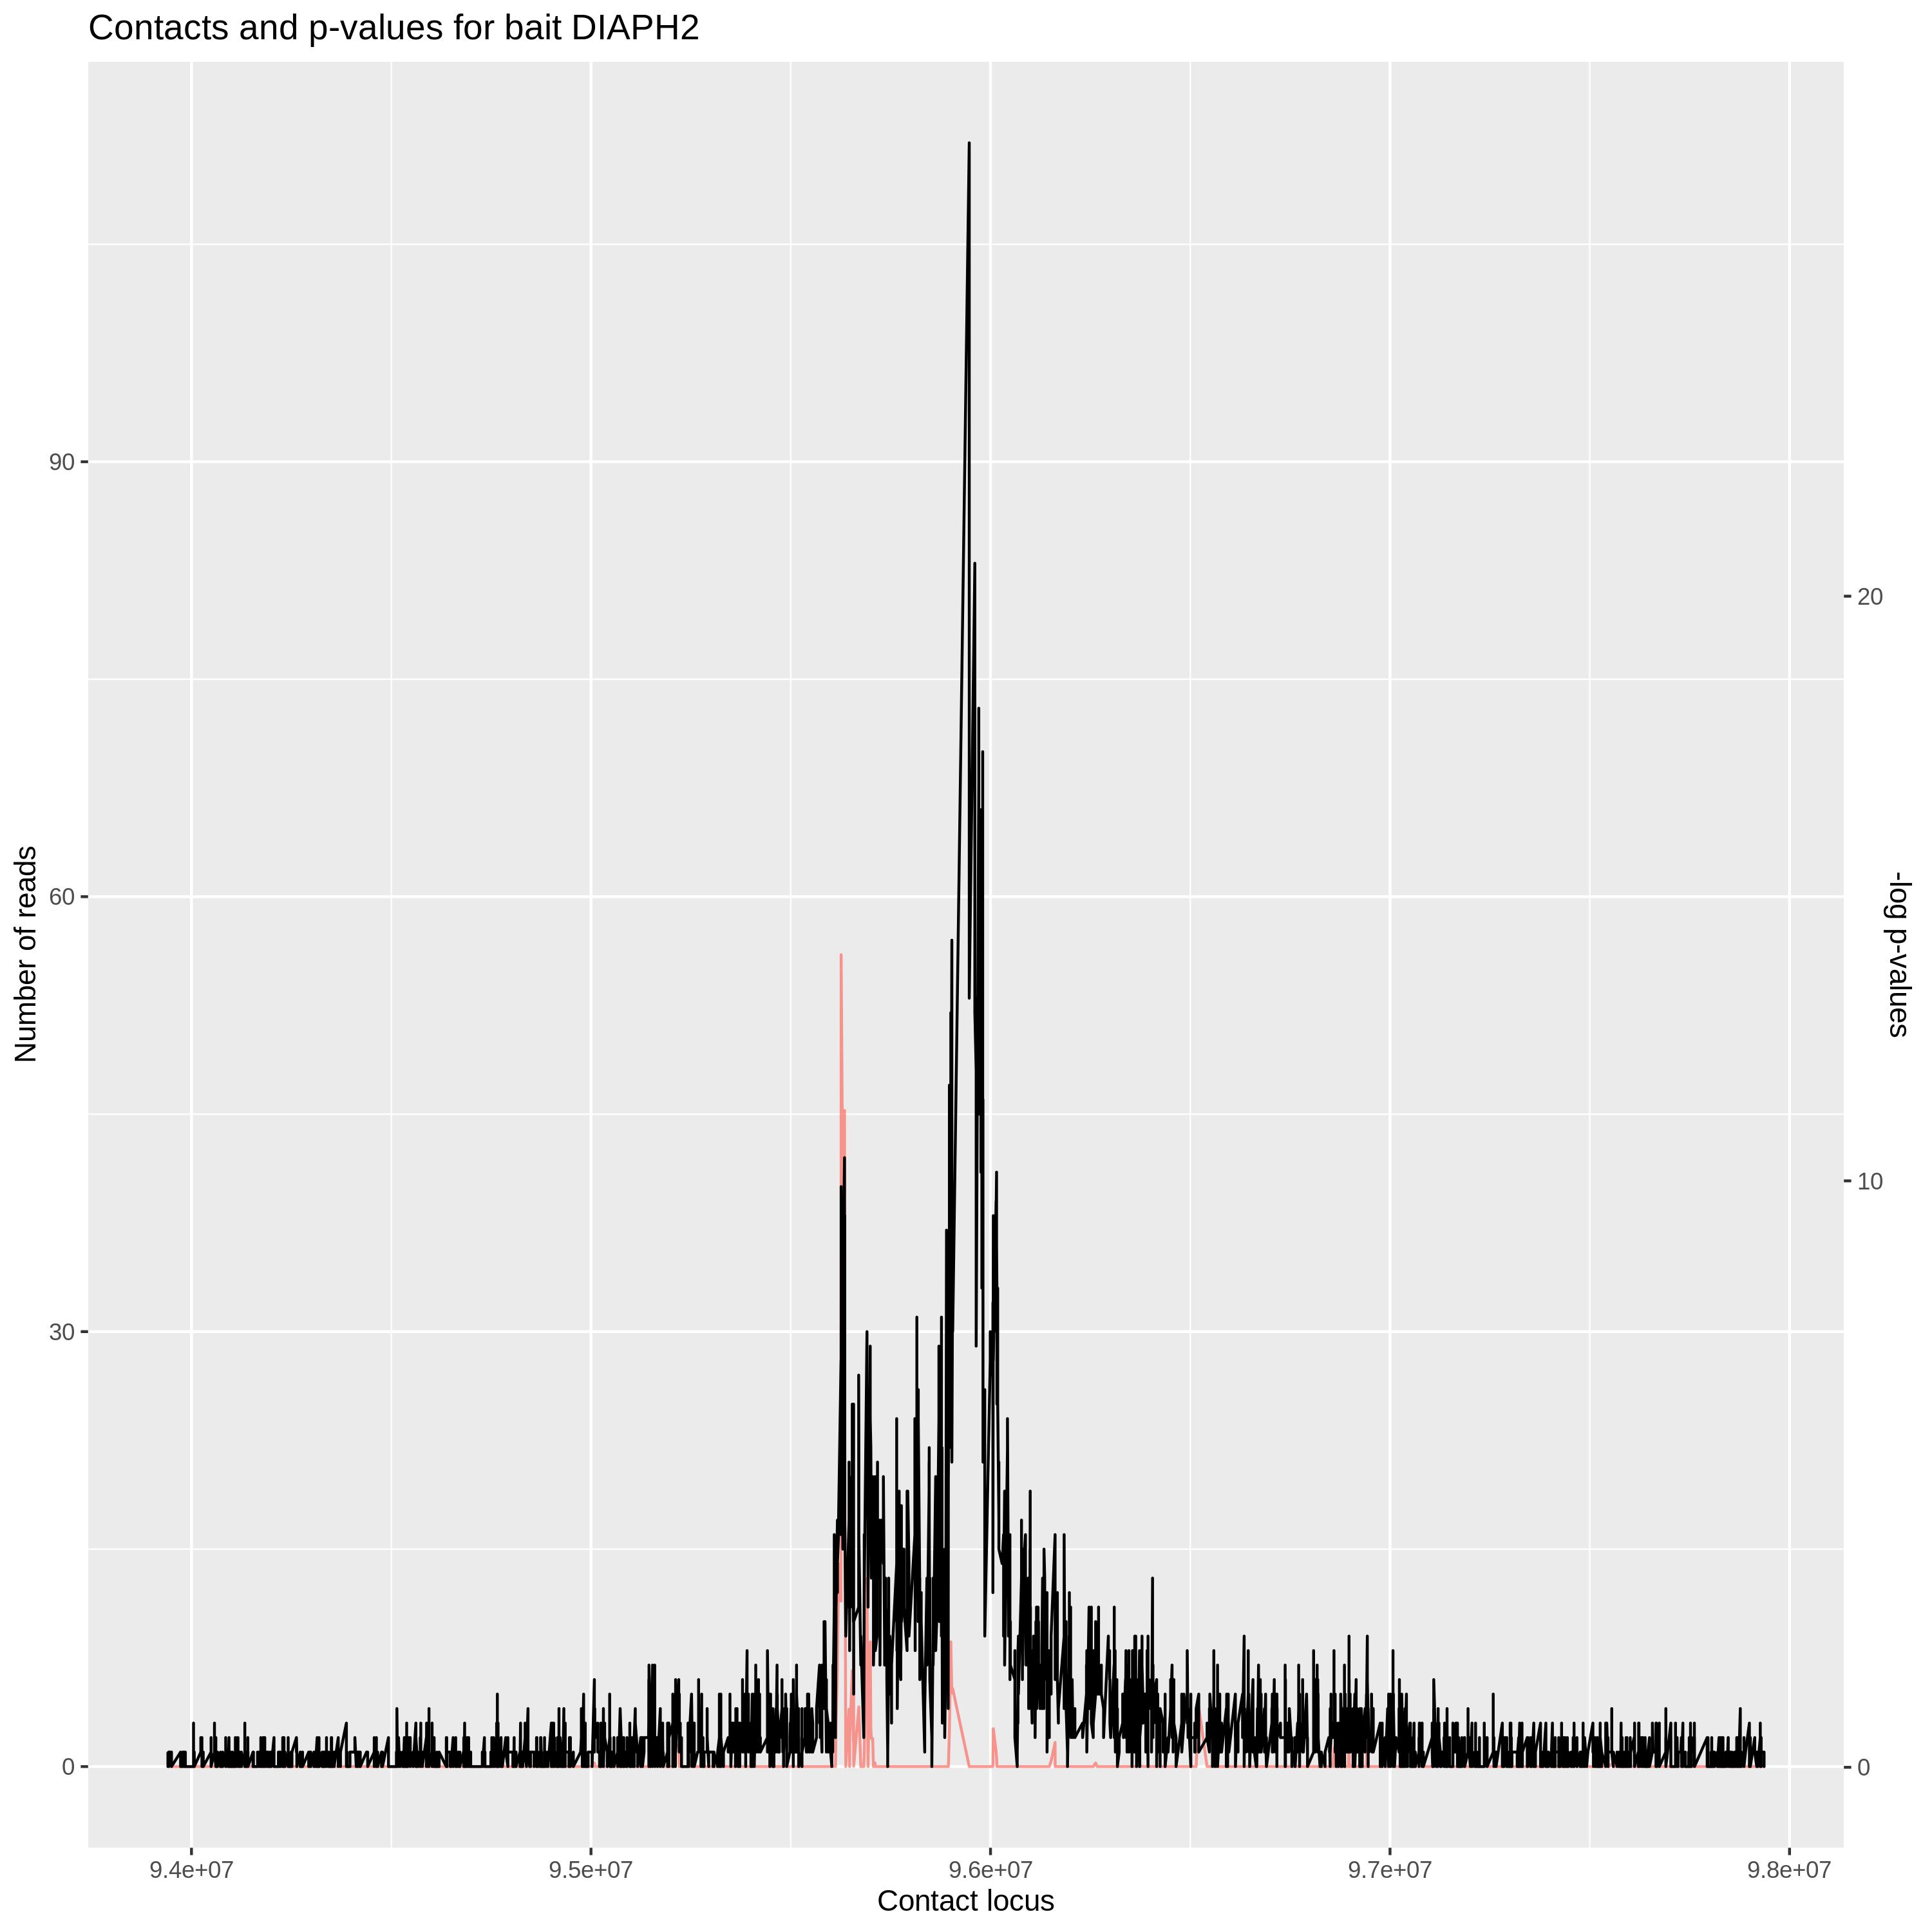 Contacts and p-values for bait DIAPH2
Number of reads
90
60
30
0
20
10
0
-log p-values
9.4e+07
9.5e+07
9.6e+07
9.7e+07
9.8e+07
Contact locus